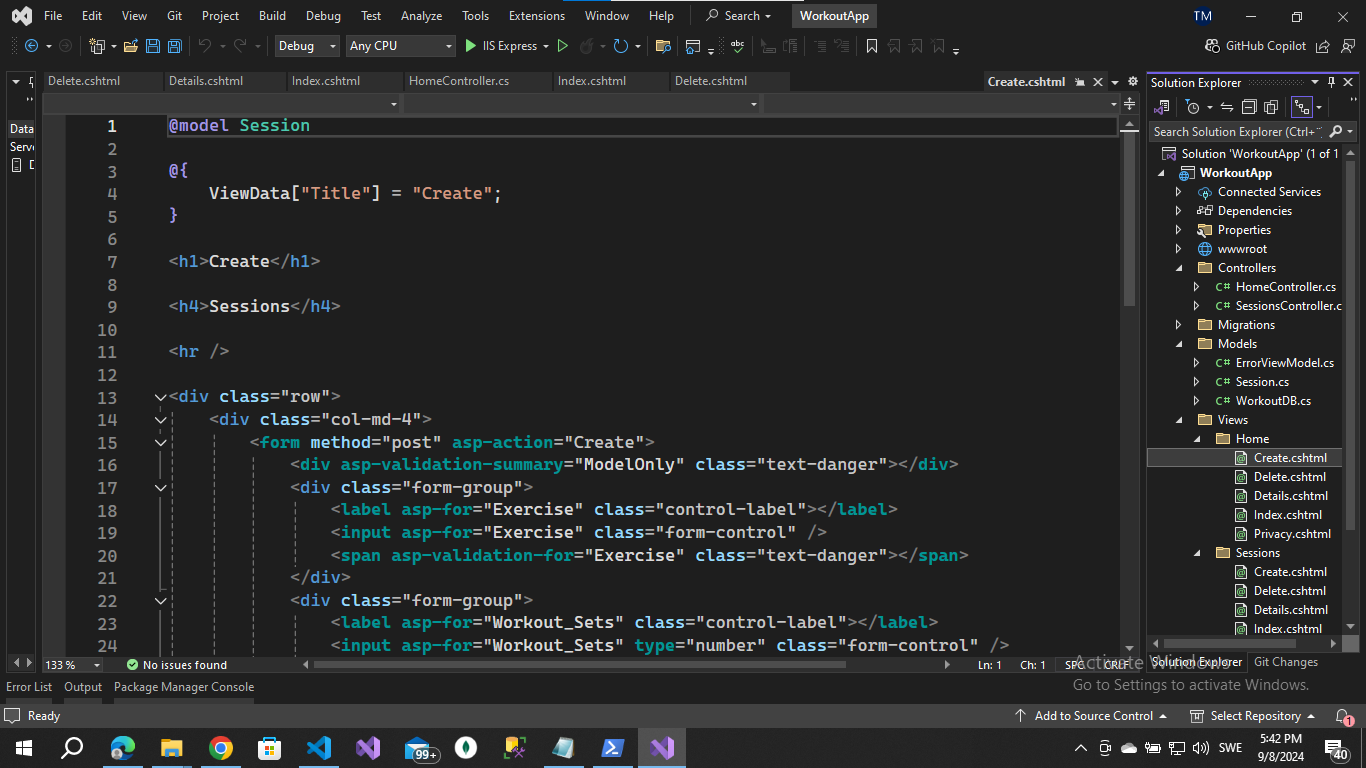 File Edit View Git Project Build Debug Test Analyze Tools Extensions Window Help Search WorkoutApp TM
Debug Any CPU IIS Express GitHub Copilot
Delete.cshtml Details.cshtml Index.cshtml HomeController.cs Index.cshtml Delete.cshtml Create.cshtml
1 @model Session
2
3 @{
4 ViewData["Title"] = "Create";
5 }
6
7 <h1>Create</h1>
8
9 <h4>Sessions</h4>
10
11 <hr />
12
13 <div class="row">
14 <div class="col-md-4">
15 <form method="post" asp-action="Create">
16 <div asp-validation-summary="ModelOnly" class="text-danger"></div>
17 <div class="form-group">
18 <label asp-for="Exercise" class="control-label"></label>
19 <input asp-for="Exercise" class="form-control" />
20 <span asp-validation-for="Exercise" class="text-danger"></span>
21 </div>
22 <div class="form-group">
23 <label asp-for="Workout_Sets" class="control-label"></label>
24 <input asp-for="Workout_Sets" type="number" class="form-control" />
Data
Serv
D
133 % No issues found Ln: 1 Ch: 1 SPC CRLF
Solution Explorer
Search Solution Explorer (Ctrl+
Solution 'WorkoutApp' (1 of 1
WorkoutApp
Connected Services
Dependencies
Properties
wwwroot
Controllers
C# HomeController.cs
C# SessionsController.c
Migrations
Models
C# ErrorViewModel.cs
C# Session.cs
C# WorkoutDB.cs
Views
Home
Create.cshtml
Delete.cshtml
Details.cshtml
Index.cshtml
Privacy.cshtml
Sessions
Create.cshtml
Delete.cshtml
Details.cshtml
Index.cshtml
Solution Explorer Git Changes
Activate Windows
Go to Settings to activate Windows.
Error List Output Package Manager Console
Ready Add to Source Control Select Repository 1
99+ SWE 5:42 PM
9/8/2024 40